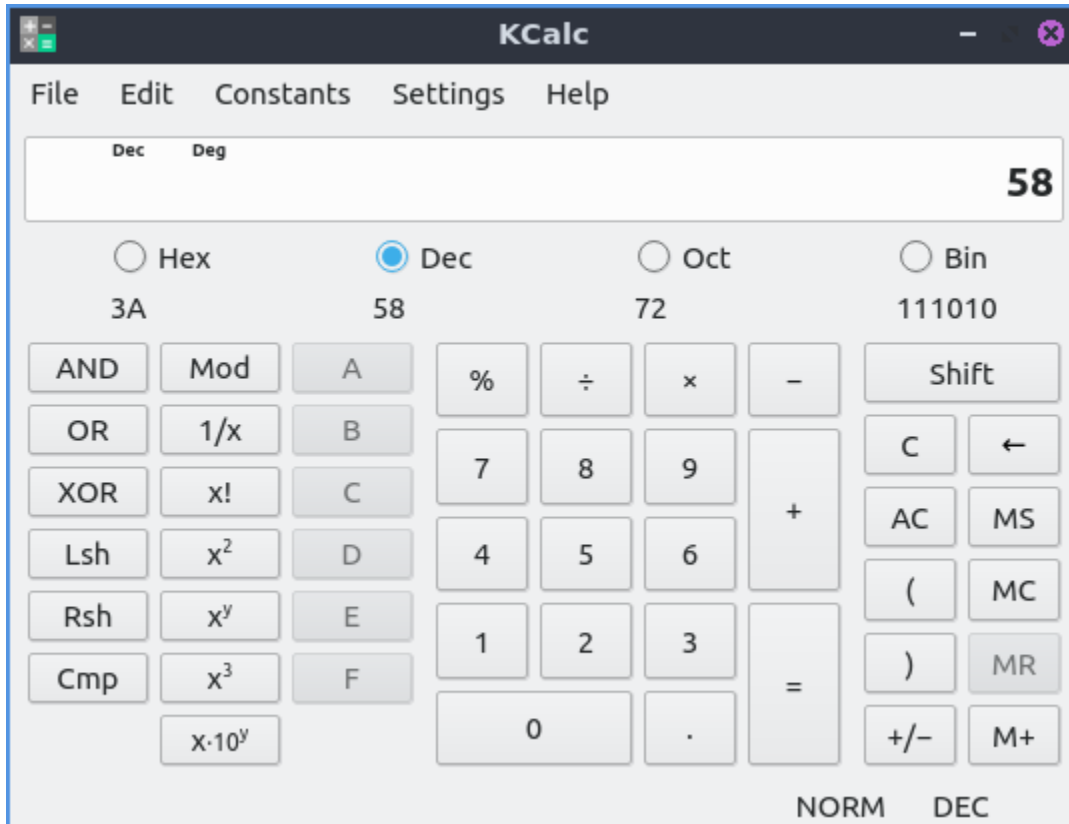 KCalc
File Edit Constants Settings Help
Dec Deg
58
Hex Dec Oct Bin
3A 58 72 111010
AND Mod A % ÷ × − Shift
OR 1/x B 7 8 9 + C ←
XOR x! C AC MS
Lsh x² D 4 5 6 ( MC
Rsh xʸ E 1 2 3 = ) MR
Cmp x³ F
x·10ʸ 0 . +/− M+
NORM DEC